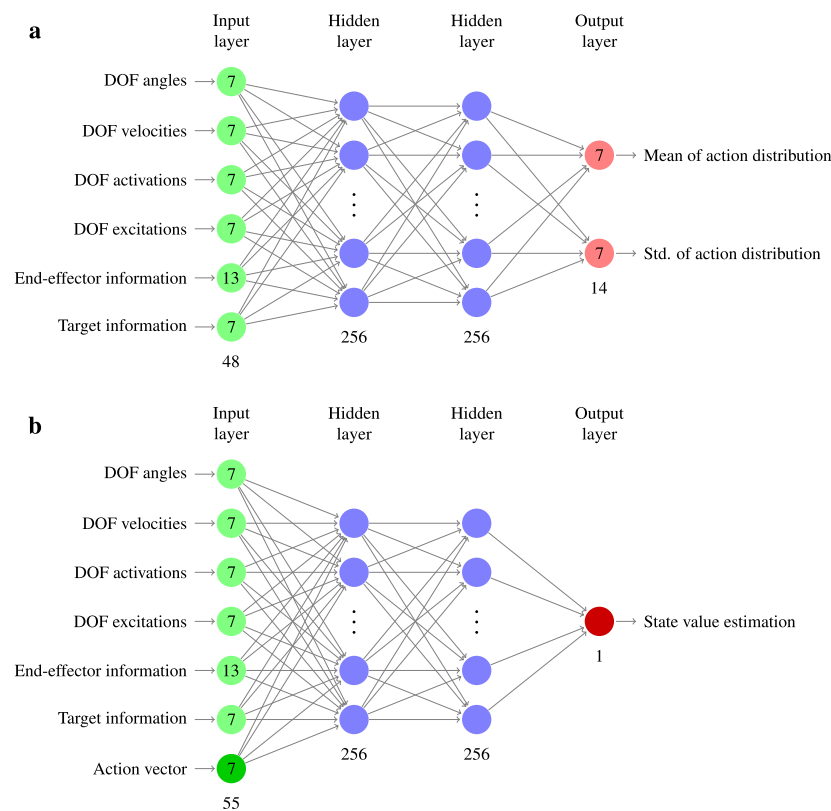 a
Input layer
Hidden layer
Hidden layer
Output layer
DOF angles
7
DOF velocities
7
DOF activations
7
DOF excitations
7
End-effector information
13
Target information
7
48
256
256
7
Mean of action distribution
7
Std. of action distribution
14
b
Input layer
Hidden layer
Hidden layer
Output layer
DOF angles
7
DOF velocities
7
DOF activations
7
DOF excitations
7
End-effector information
13
Target information
7
Action vector
7
55
256
256
State value estimation
1